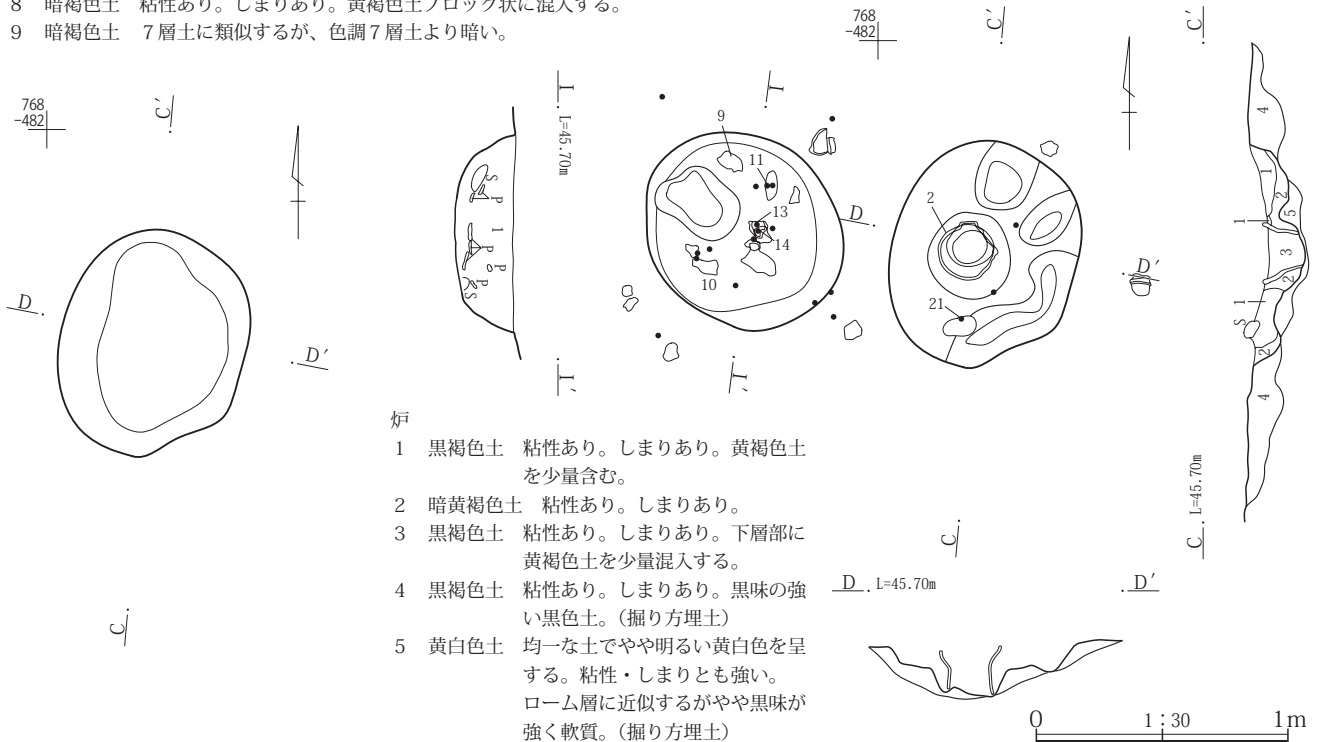 8　暗褐色土　粘性あり。しまりあり。黄褐色土ブロック状に混入する。
9　暗褐色土　７層土に類似するが、色調７層土より暗い。
768
-482
C′
D
D′
C
I
L=45.70m
I′
S
P
1
P
P
P
S
I
I′
9
11
13
14
10
768
-482
C′
D
D′
2
21
C
C′
4
1
2
5
1
3
2
1
S
2
4
C
L=45.70m
炉
1　黒褐色土　粘性あり。しまりあり。黄褐色土
を少量含む。
2　暗黄褐色土　粘性あり。しまりあり。
3　黒褐色土　粘性あり。しまりあり。下層部に
黄褐色土を少量混入する。
4　黒褐色土　粘性あり。しまりあり。黒味の強
い黒色土。（掘り方埋土）
5　黄白色土　均一な土でやや明るい黄白色を呈
する。粘性・しまりとも強い。
ローム層に近似するがやや黒味が
強く軟質。（掘り方埋土）
D
L=45.70m
D′
0
1：30
1m